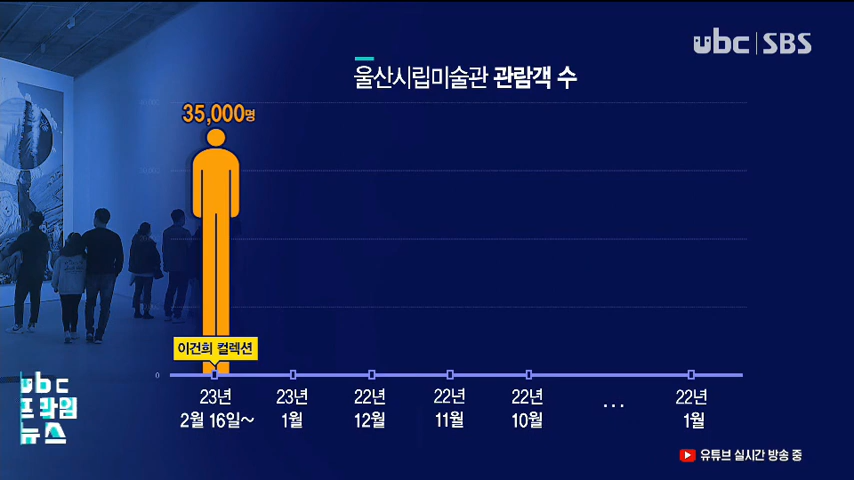 ubc SBS
울산시립미술관 관람객 수
35,000명
이건희 컬렉션
0
23년 2월 16일~
23년 1월
22년 12월
22년 11월
22년 10월
...
22년 1월
ubc
프라임
뉴스
유튜브 실시간 방송 중